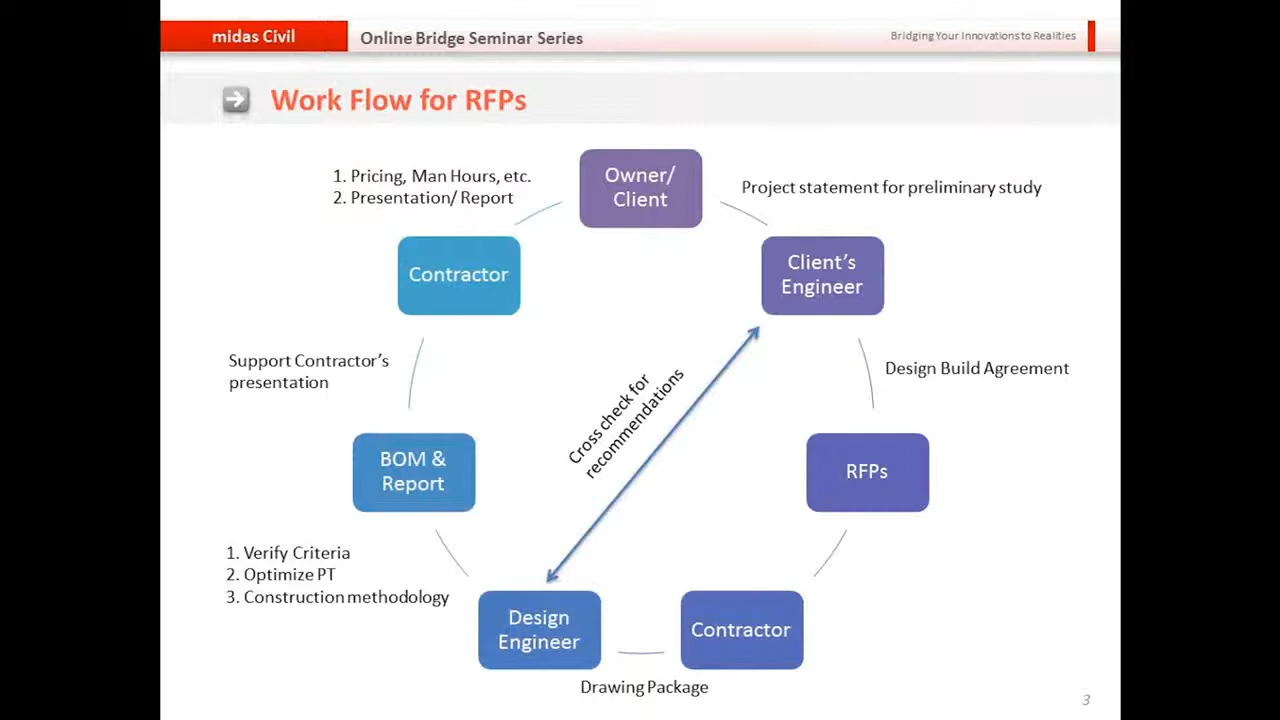 midas Civil
Online Bridge Seminar Series
Bridging Your Innovations to Realities
Work Flow for RFPs
1. Pricing, Man Hours, etc.
2. Presentation/ Report
Owner/
Client
Project statement for preliminary study
Contractor
Client's
Engineer
Support Contractor's
presentation
Cross check for
recommendations
Design Build Agreement
BOM &
Report
RFPs
1. Verify Criteria
2. Optimize PT
3. Construction methodology
Design
Engineer
Contractor
Drawing Package
3